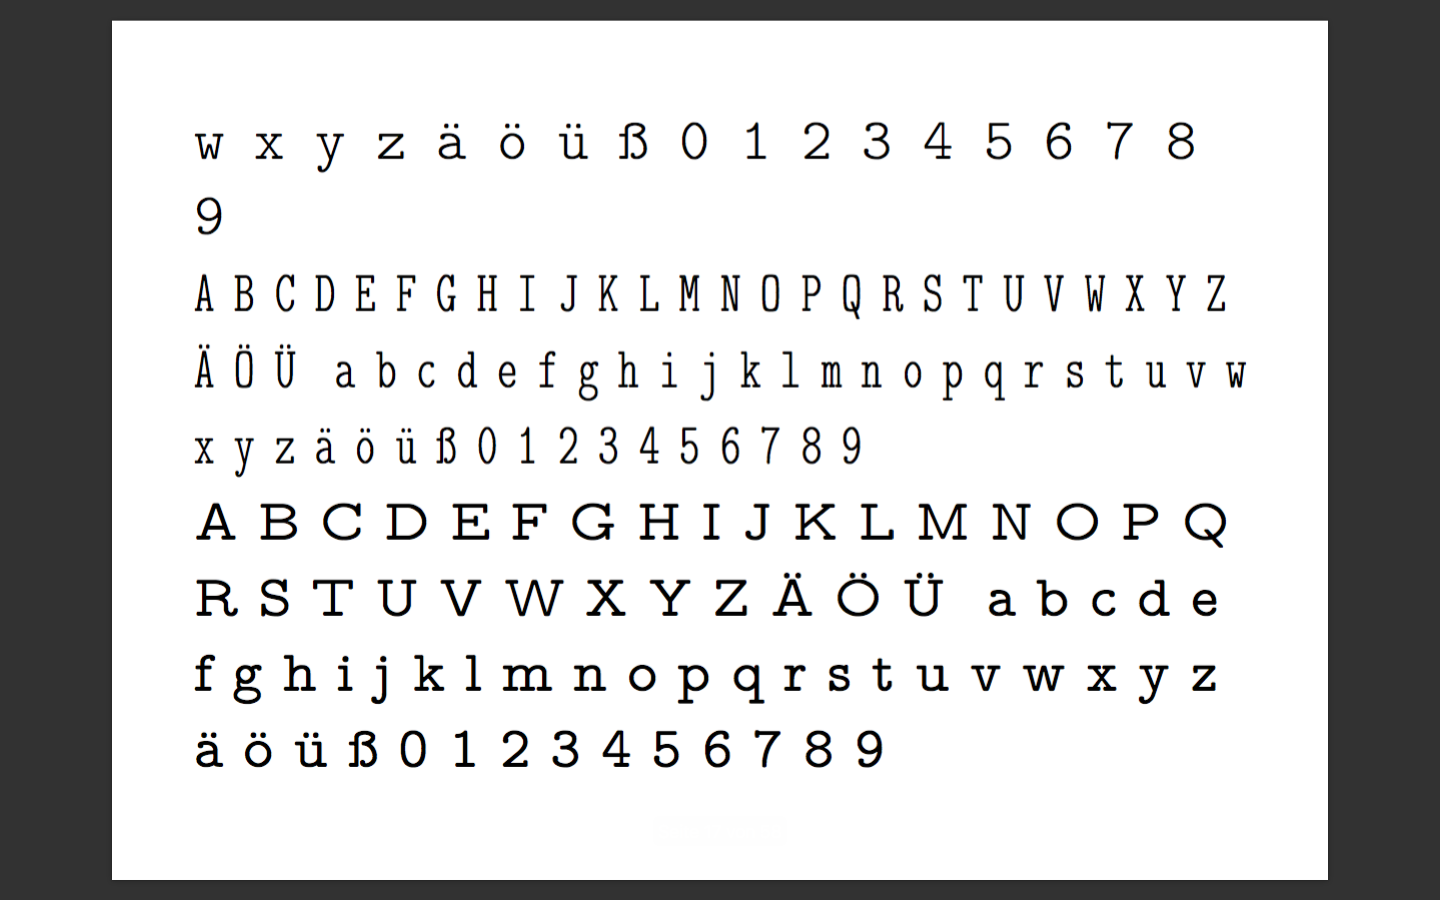 w x y z ä ö ü ß 0 1 2 3 4 5 6 7 8
9
A B C D E F G H I J K L M N O P Q R S T U V W X Y Z
Ä Ö Ü a b c d e f g h i j k l m n o p q r s t u v w
x y z ä ö ü ß 0 1 2 3 4 5 6 7 8 9
A B C D E F G H I J K L M N O P Q
R S T U V W X Y Z Ä Ö Ü a b c d e
f g h i j k l m n o p q r s t u v w x y z
ä ö ü ß 0 1 2 3 4 5 6 7 8 9